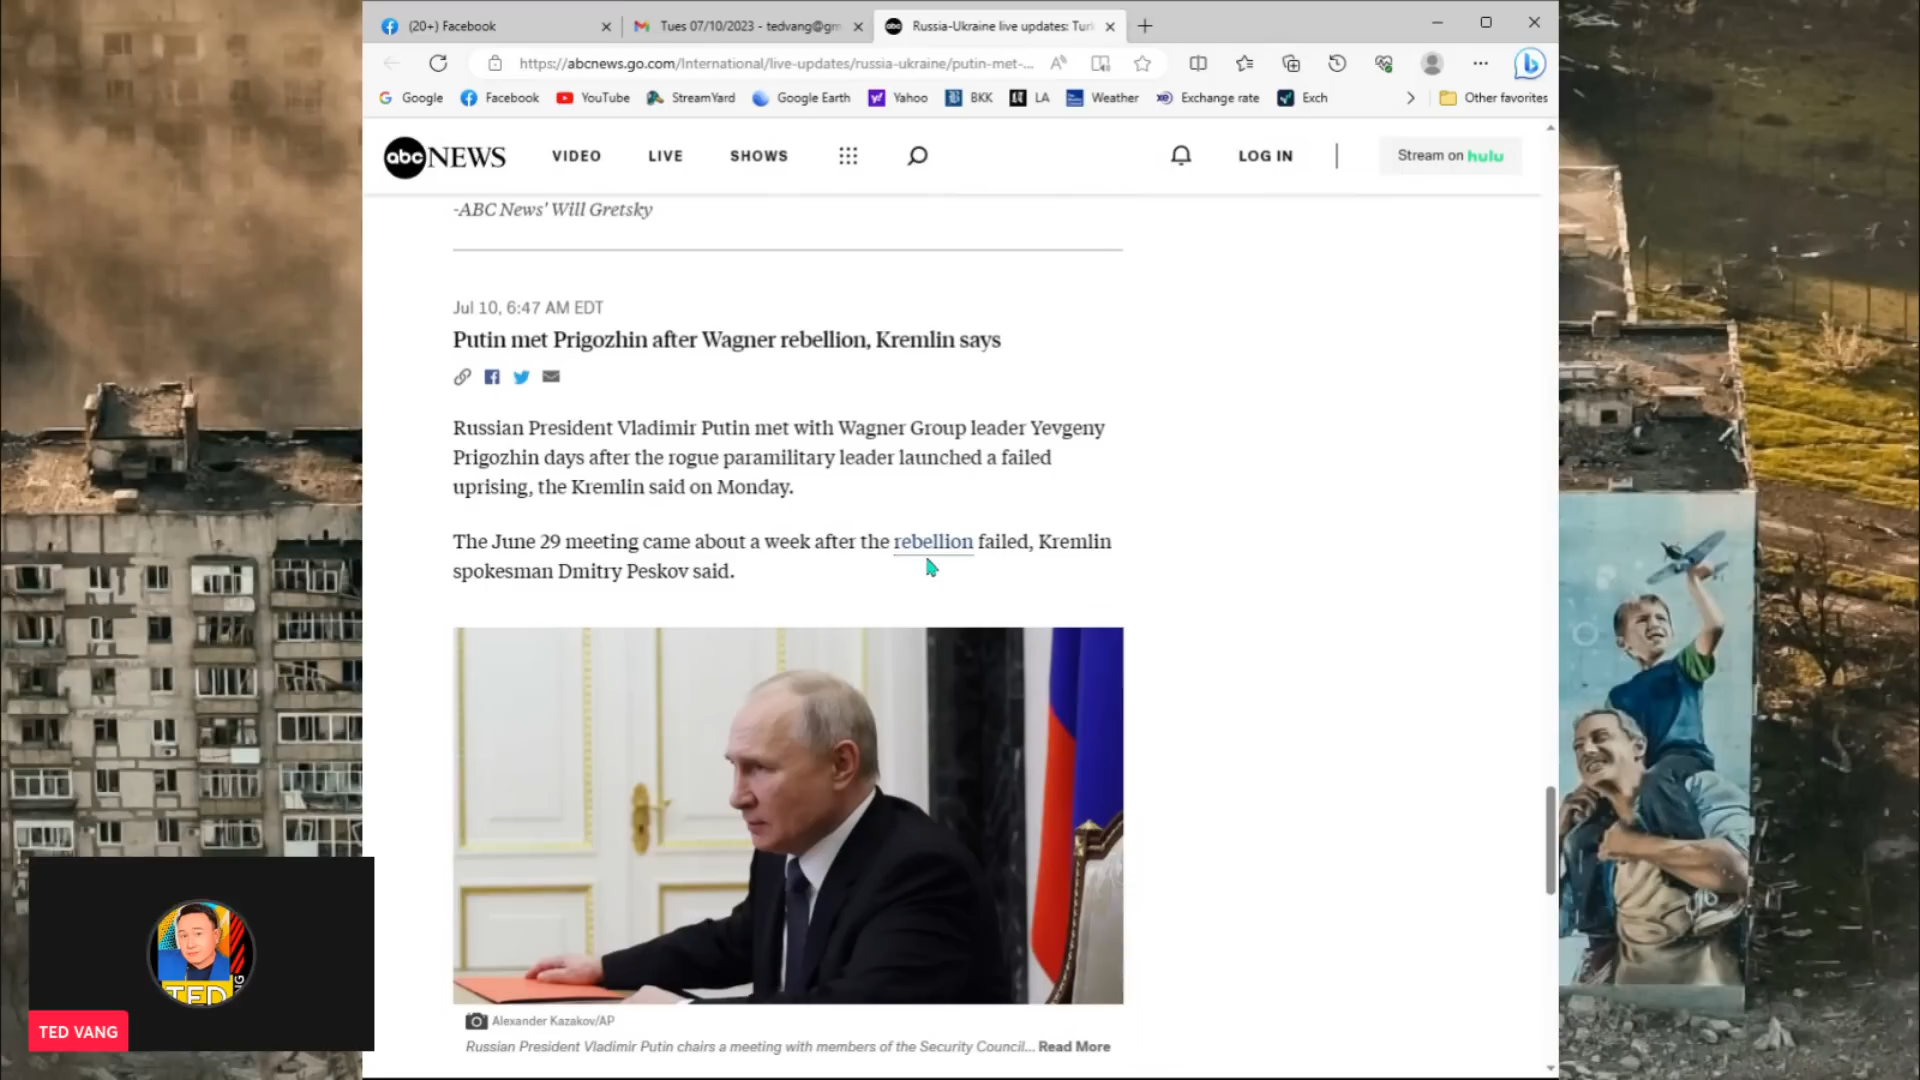 (20+) Facebook
Tues 07/10/2023 - tedvang@gm
Russia-Ukraine live updates: Tur
https://abcnews.go.com/International/live-updates/russia-ukraine/putin-met-...
Google
Facebook
YouTube
StreamYard
Google Earth
Yahoo
BKK
LA
Weather
Exchange rate
Exch
Other favorites
abc NEWS
VIDEO
LIVE
SHOWS
LOG IN
Stream on hulu
-ABC News' Will Gretsky
Jul 10, 6:47 AM EDT
Putin met Prigozhin after Wagner rebellion, Kremlin says
Russian President Vladimir Putin met with Wagner Group leader Yevgeny
Prigozhin days after the rogue paramilitary leader launched a failed
uprising, the Kremlin said on Monday.
The June 29 meeting came about a week after the rebellion failed, Kremlin
spokesman Dmitry Peskov said.
Alexander Kazakov/AP
Russian President Vladimir Putin chairs a meeting with members of the Security Council... Read More
TED
TED VANG